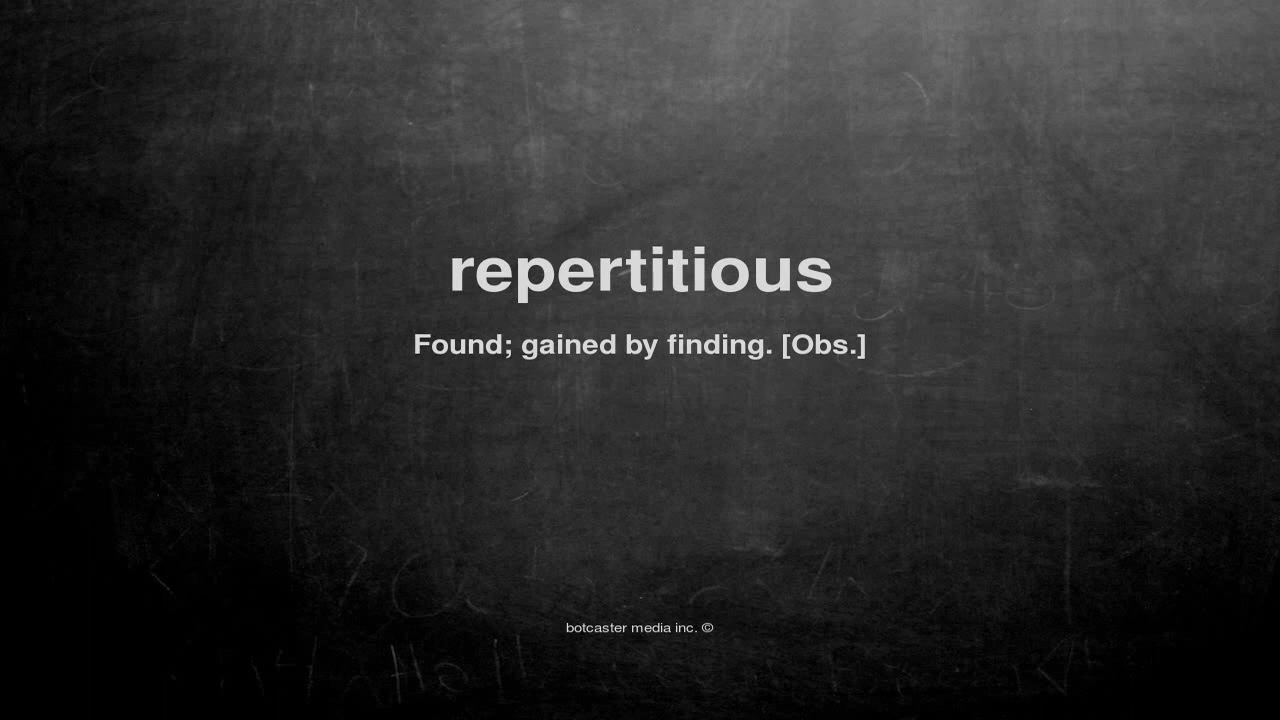 repertitious
Found; gained by finding. [Obs.]
botcaster media inc. ©